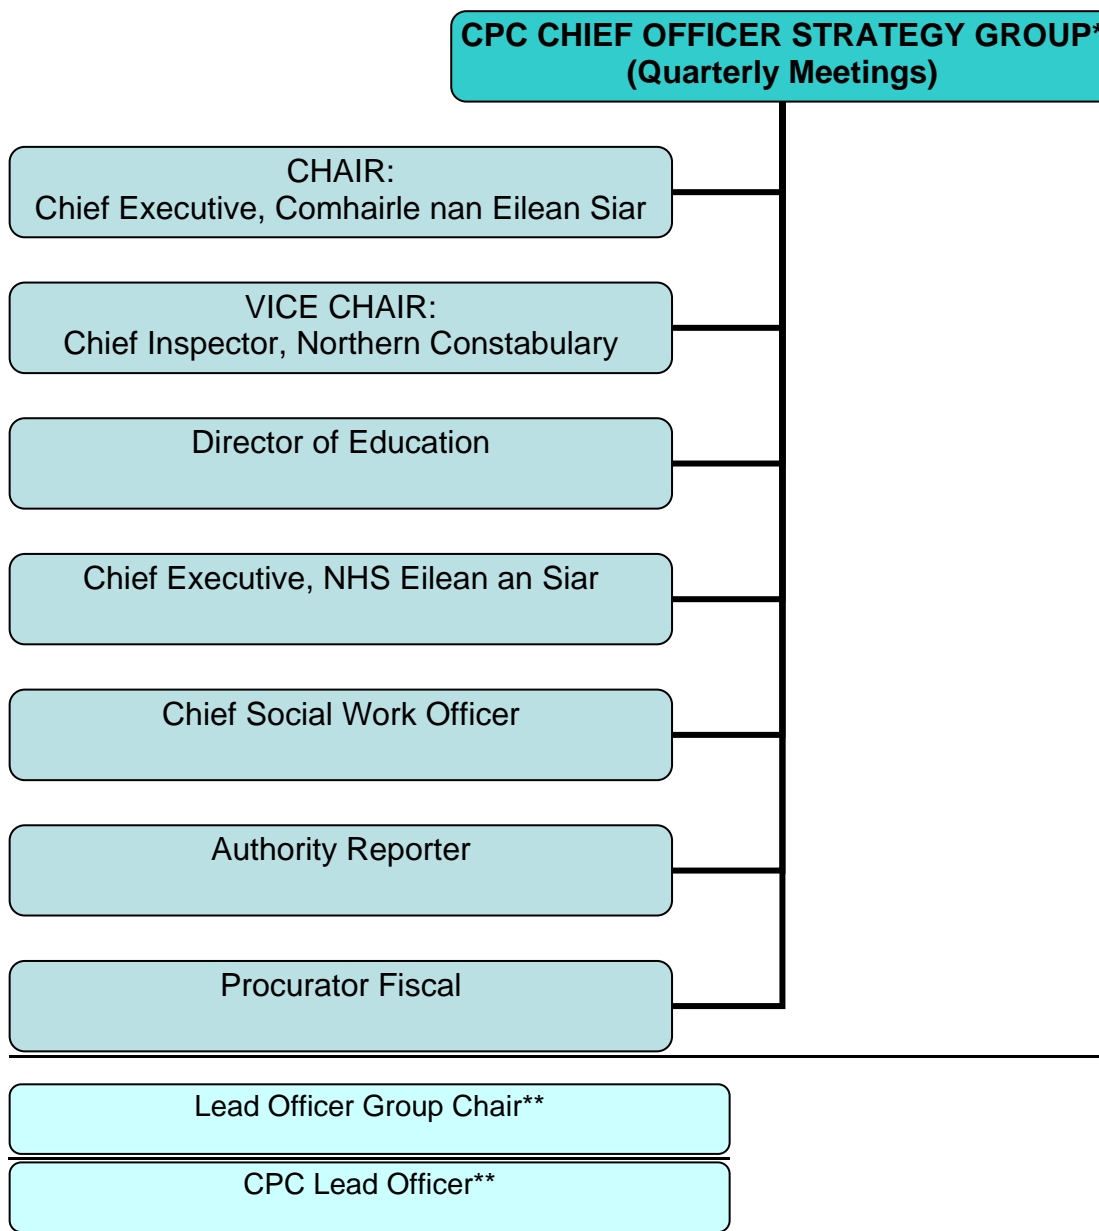 CPC CHIEF OFFICER STRATEGY GROUP*
(Quarterly Meetings)
CHAIR:
Chief Executive, Comhairle nan Eilean Siar
VICE CHAIR:
Chief Inspector, Northern Constabulary
Director of Education
Chief Executive, NHS Eilean an Siar
Chief Social Work Officer
Authority Reporter
Procurator Fiscal
Lead Officer Group Chair**
CPC Lead Officer**